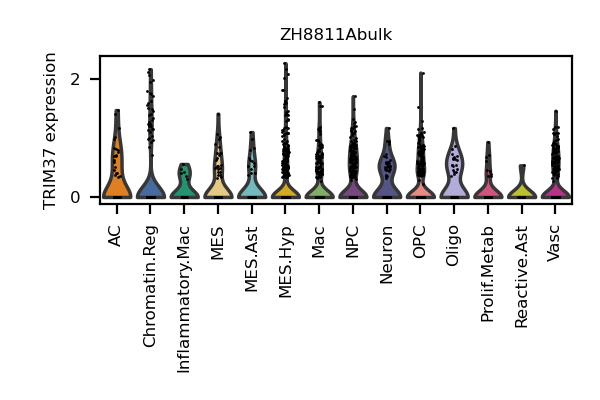 ZH8811Abulk
TRIM37 expression
2
0
AC
Chromatin.Reg
Inflammatory.Mac
MES
MES.Ast
MES.Hyp
Mac
NPC
Neuron
OPC
Oligo
Prolif.Metab
Reactive.Ast
Vasc